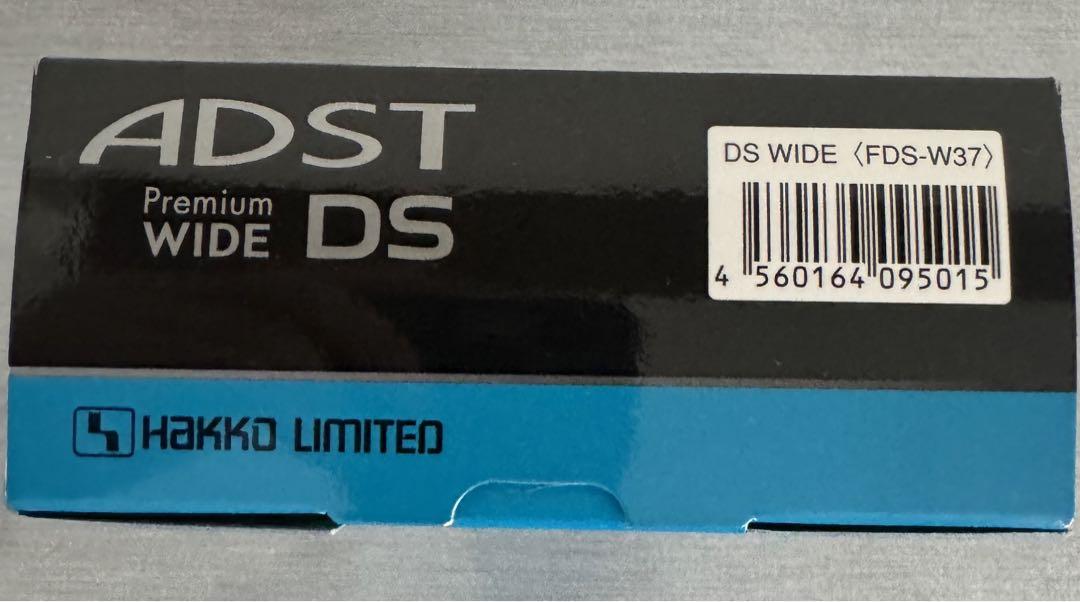 ADST
Premium
WIDE DS
DS WIDE〈FDS-W37〉
4 560164 095015
HAKKO LIMITED